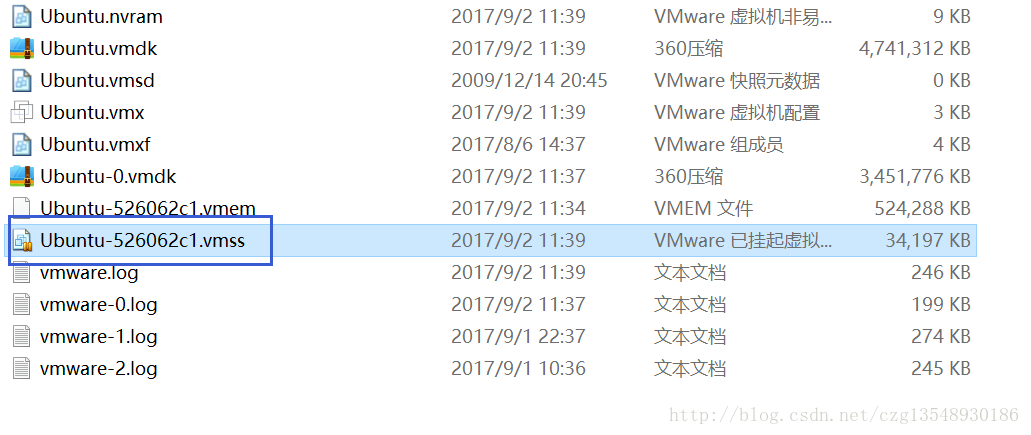 Ubuntu.nvram 2017/9/2 11:39 VMware 虚拟机非易... 9 KB
Ubuntu.vmdk 2017/9/2 11:39 360压缩 4,741,312 KB
Ubuntu.vmsd 2009/12/14 20:45 VMware 快照元数据 0 KB
Ubuntu.vmx 2017/9/2 11:39 VMware 虚拟机配置 3 KB
Ubuntu.vmxf 2017/8/6 14:37 VMware 组成员 4 KB
Ubuntu-0.vmdk 2017/9/2 11:37 360压缩 3,451,776 KB
Ubuntu-526062c1.vmem 2017/9/2 11:34 VMEM 文件 524,288 KB
Ubuntu-526062c1.vmss 2017/9/2 11:39 VMware 已挂起虚拟... 34,197 KB
vmware.log 2017/9/2 11:39 文本文档 246 KB
vmware-0.log 2017/9/2 11:37 文本文档 199 KB
vmware-1.log 2017/9/1 22:37 文本文档 274 KB
vmware-2.log 2017/9/1 10:36 文本文档 245 KB
http://blog.csdn.net/czg13548930186